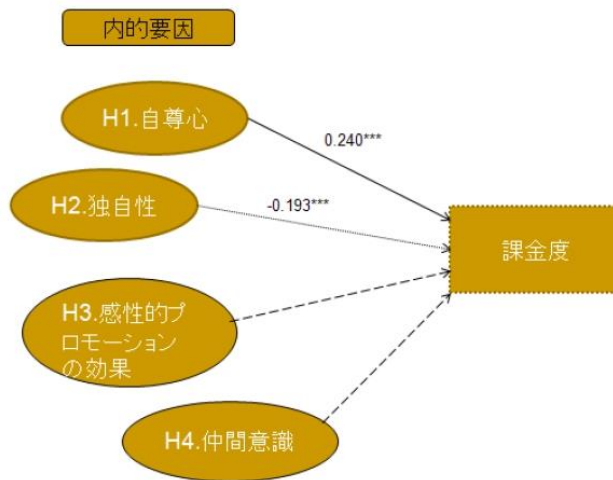 内的要因
H1.自尊心
0.240***
H2.独自性
-0.193***
課金度
H3.感性的プ
ロモーション
の効果
H4.仲間意識